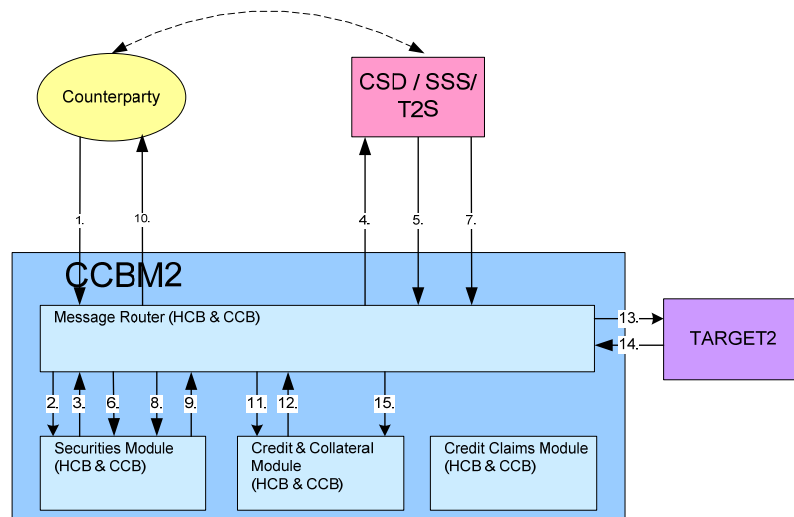 Counterparty
CSD / SSS/
T2S
1.
10.
4.
5.
7.
CCBM2
Message Router (HCB & CCB)
13.
14.
TARGET2
2.
3.
6.
8.
9.
11.
12.
15.
Securities Module
(HCB & CCB)
Credit & Collateral
Module
(HCB & CCB)
Credit Claims Module
(HCB & CCB)